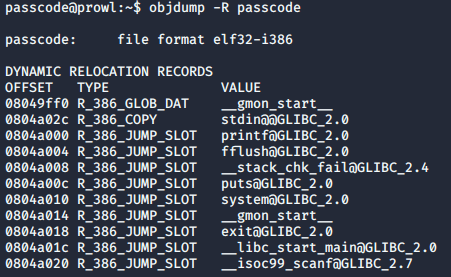 passcode@prowl:~$ objdump -R passcode
passcode:     file format elf32-i386
DYNAMIC RELOCATION RECORDS
OFFSET   TYPE              VALUE
08049ff0 R_386_GLOB_DAT    __gmon_start__
0804a02c R_386_COPY        stdin@@GLIBC_2.0
0804a000 R_386_JUMP_SLOT   printf@GLIBC_2.0
0804a004 R_386_JUMP_SLOT   fflush@GLIBC_2.0
0804a008 R_386_JUMP_SLOT   __stack_chk_fail@GLIBC_2.4
0804a00c R_386_JUMP_SLOT   puts@GLIBC_2.0
0804a010 R_386_JUMP_SLOT   system@GLIBC_2.0
0804a014 R_386_JUMP_SLOT   __gmon_start__
0804a018 R_386_JUMP_SLOT   exit@GLIBC_2.0
0804a01c R_386_JUMP_SLOT   __libc_start_main@GLIBC_2.0
0804a020 R_386_JUMP_SLOT   __isoc99_scanf@GLIBC_2.7